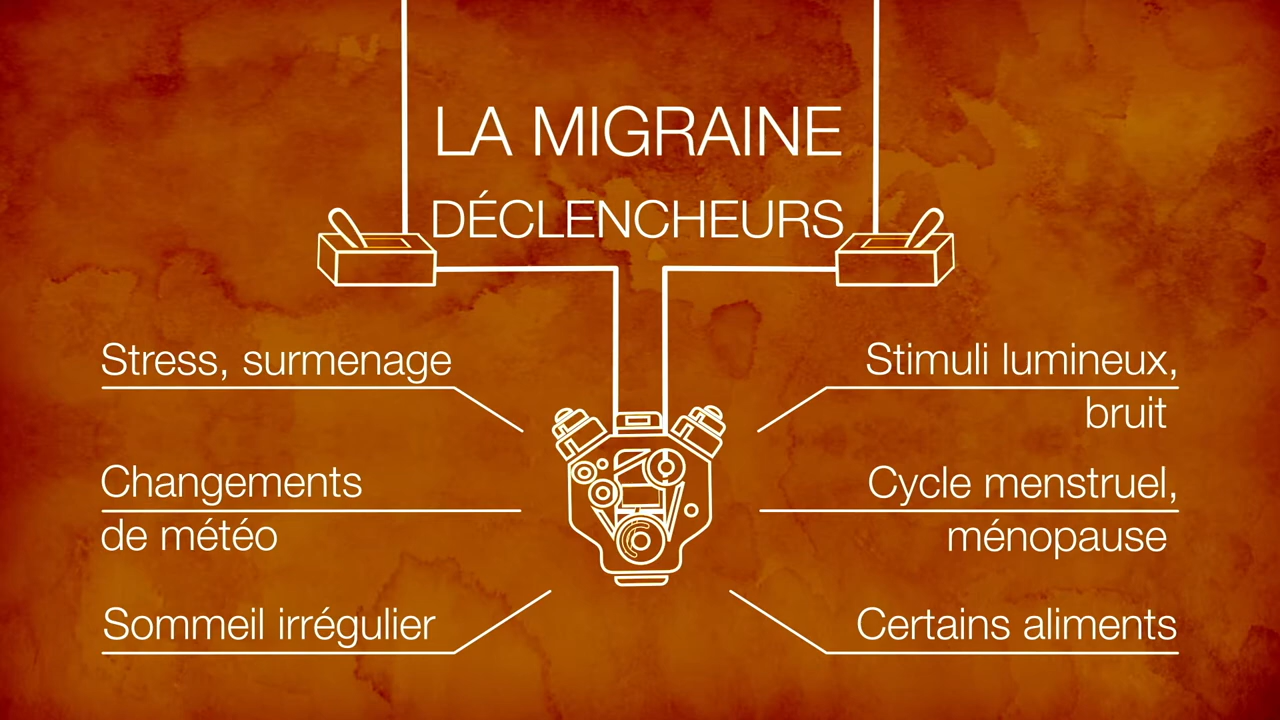 LA MIGRAINE
DÉCLENCHEURS
Stress, surmenage
Changements
de météo
Sommeil irrégulier
Stimuli lumineux,
bruit
Cycle menstruel,
ménopause
Certains aliments